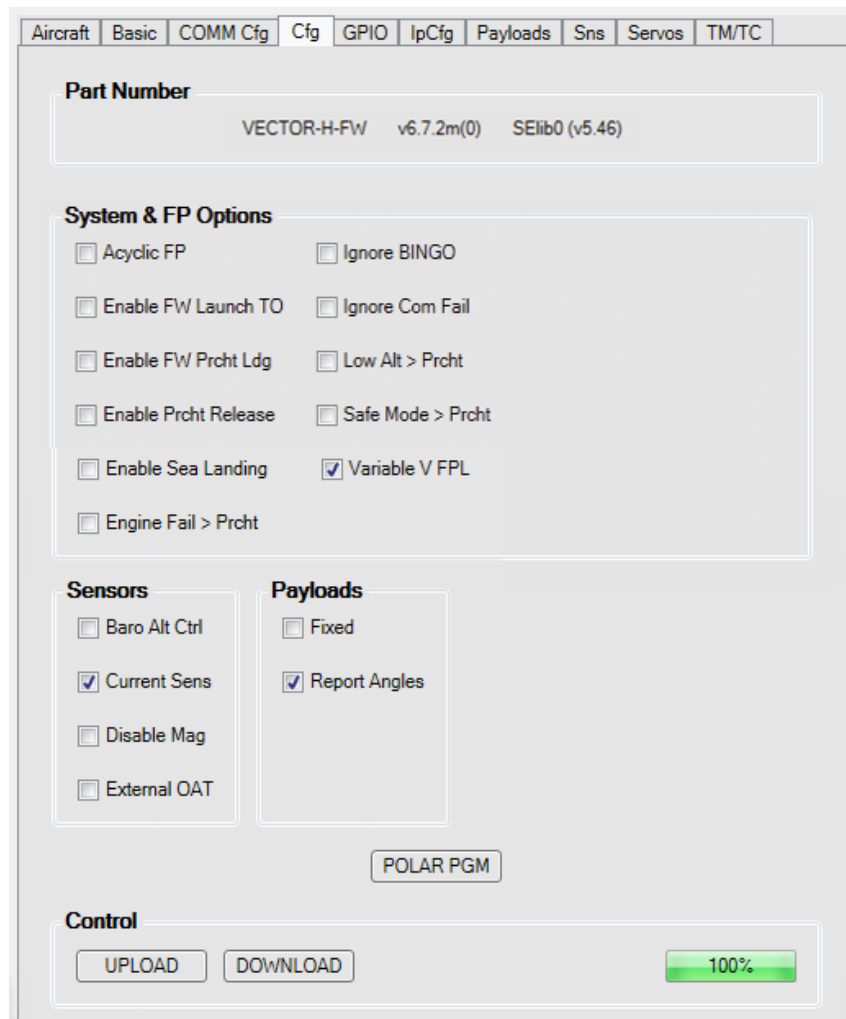 Aircraft Basic COMM Cfg Cfg GPIO IpCfg Payloads Sns Servos TM/TC
Part Number
VECTOR-H-FW v6.7.2m(0) SElib0 (v5.46)
System & FP Options
Acyclic FP Ignore BINGO
Enable FW Launch TO Ignore Com Fail
Enable FW Prcht Ldg Low Alt > Prcht
Enable Prcht Release Safe Mode > Prcht
Enable Sea Landing Variable V FPL
Engine Fail > Prcht
Sensors Payloads
Baro Alt Ctrl Fixed
Current Sens Report Angles
Disable Mag
External OAT
POLAR PGM
Control
UPLOAD DOWNLOAD 100%